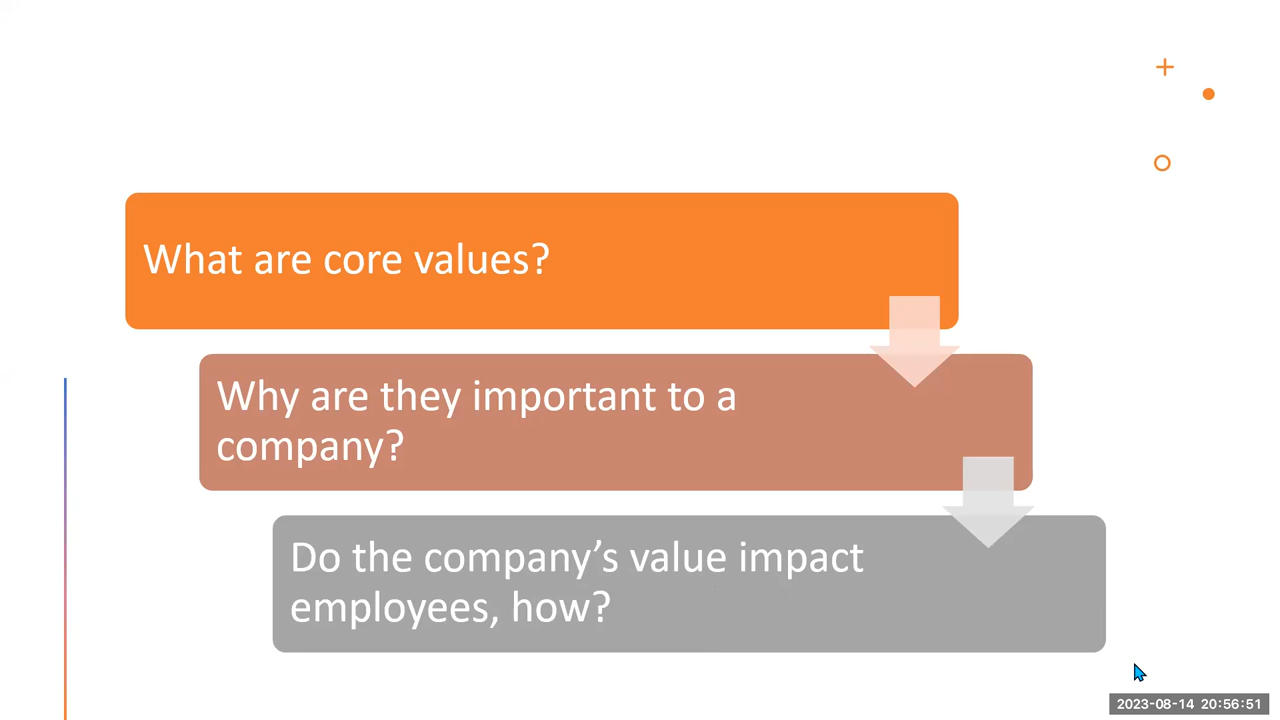 What are core values?
Why are they important to a
company?
Do the company’s value impact
employees, how?
2023-08-14 20:56:51